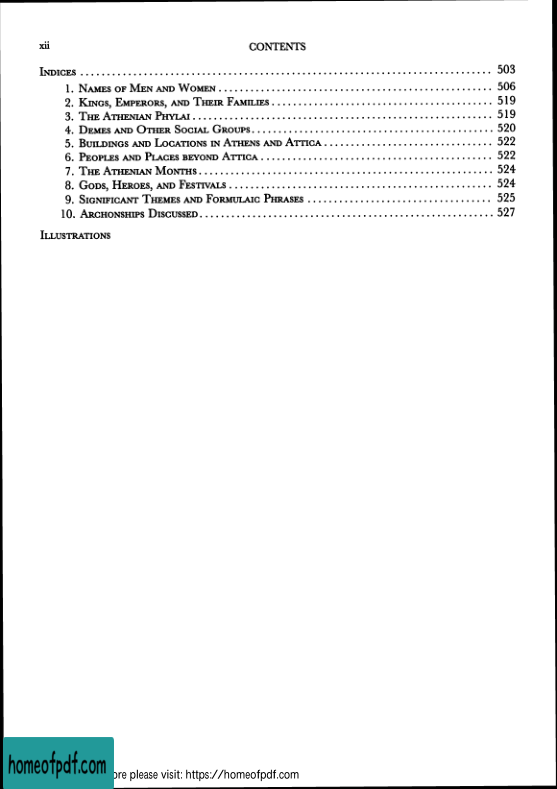 xii CONTENTS
INDICES ................................................................ 503
1. NAMES OF MEN AND WOMEN ........................................ 506
2. KINGS, EMPERORS, AND THEIR FAMILIES ................................ 519
3. THE ATHENIAN PHYLAI ............................................ 519
4. DEMES AND OTHER SOCIAL GROUPS .................................... 520
5. BUILDINGS AND LOCATIONS IN ATHENS AND ATTICA ........................ 522
6. PEOPLES AND PLACES BEYOND ATTICA .................................. 522
7. THE ATHENIAN MONTHS ............................................ 524
8. GODS, HEROES, AND FESTIVALS ...................................... 524
9. SIGNIFICANT THEMES AND FORMULAIC PHRASES ........................... 525
10. ARCHONSHIPS DISCUSSED ........................................... 527
ILLUSTRATIONS
homeofpdf.com
please visit: https://homeofpdf.com